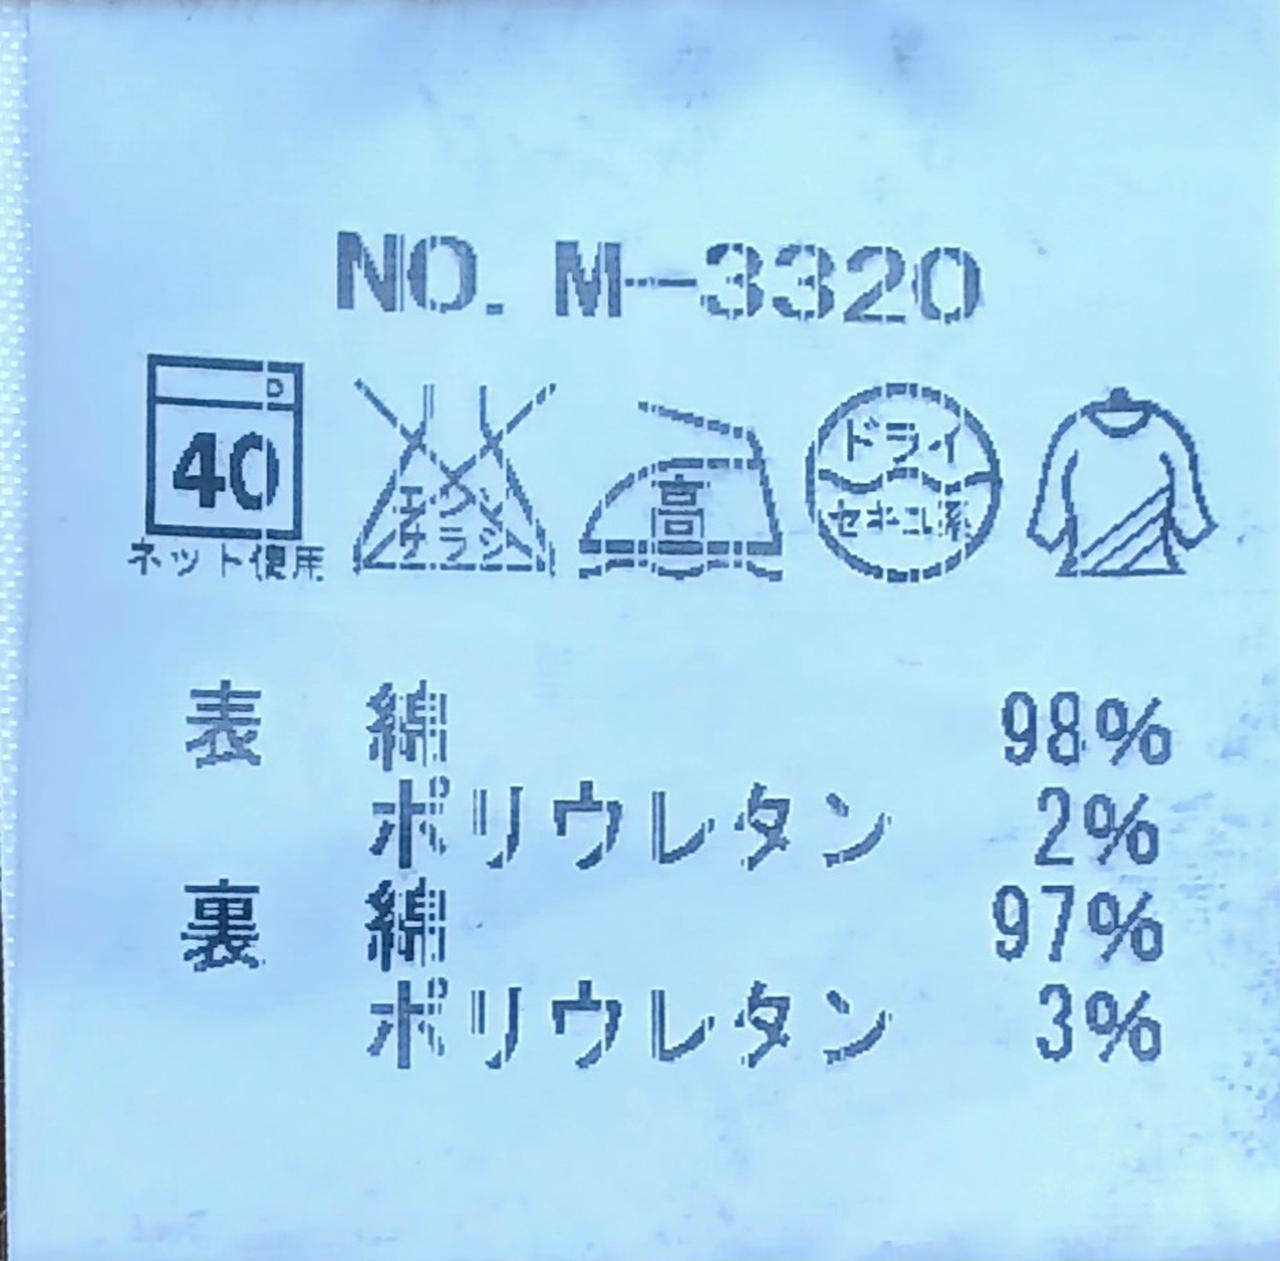 NO. M-3320
D
40
ネット使用
エンソ
サラシ
高
ドライ
セキユ系
表 綿 98%
ポリウレタン 2%
裏 綿 97%
ポリウレタン 3%